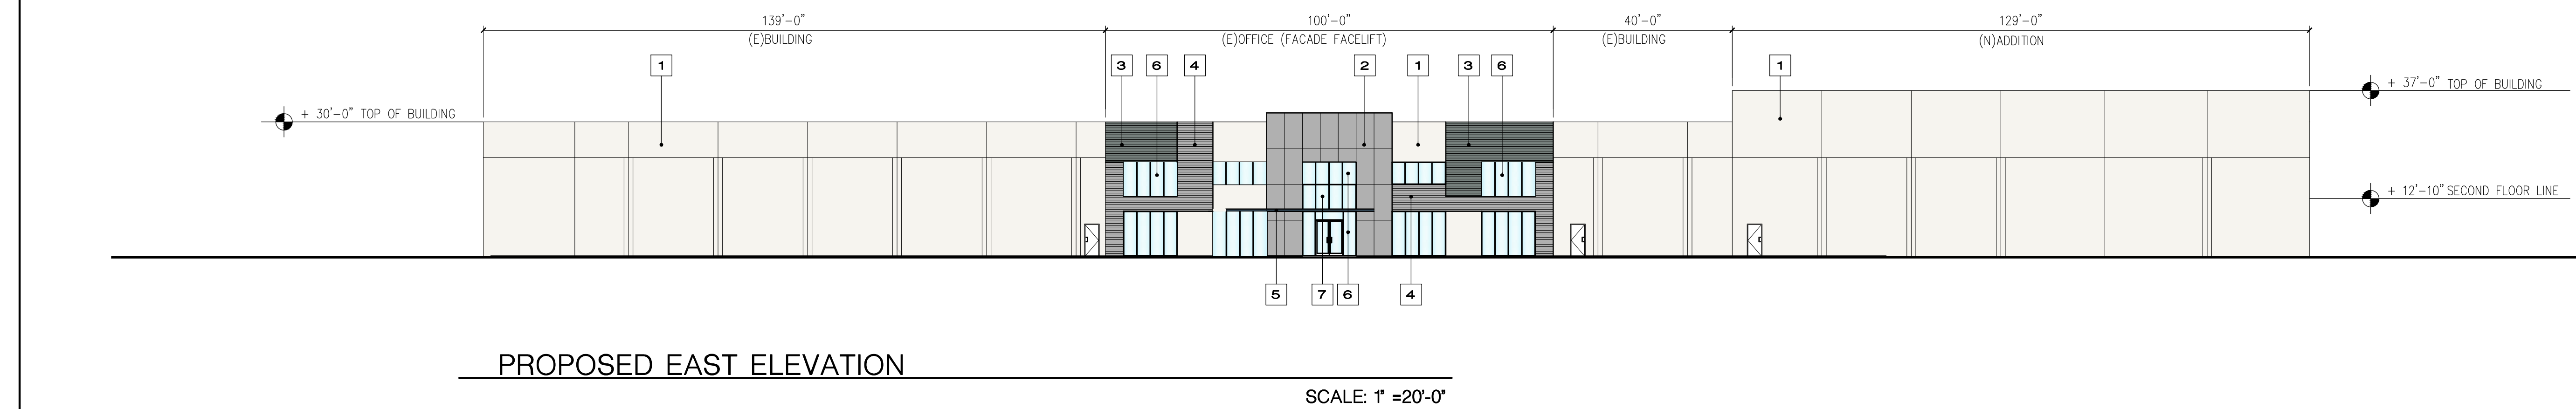 139'-0" 100'-0" 40'-0" 129'-0"
(E)BUILDING (E)OFFICE (FACADE FACELIFT) (E)BUILDING (N)ADDITION
1 3 6 4 2 1 3 6 1
+ 37'-0" TOP OF BUILDING
+ 30'-0" TOP OF BUILDING
+ 12'-10" SECOND FLOOR LINE
5 7 6 4
PROPOSED EAST ELEVATION
SCALE: 1" =20'-0"